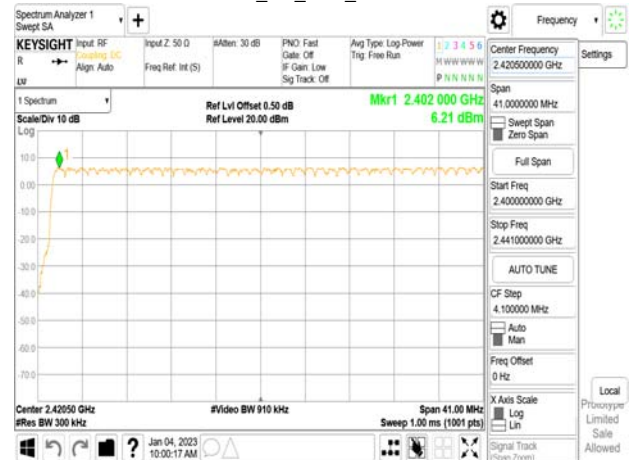 Spectrum Analyzer 1
Swept SA
Frequency
Settings
KEYSIGHT
R
Input: RF
Coupling: DC
Align: Auto
Input Z: 50 Ω
Freq Ref: Int (S)
#Atten: 30 dB
PNO: Fast
Gate: Off
IF Gain: Low
Sig Track: Off
Avg Type: Log-Power
Trig: Free Run
1 2 3 4 5 6
M W W W W W
P N N N N N
1 Spectrum
Scale/Div 10 dB
Log
Ref Lvl Offset 0.50 dB
Ref Level 20.00 dBm
Mkr1 2.402 000 GHz
6.21 dBm
1
10.0
0.00
-10.0
-20.0
-30.0
-40.0
-50.0
-60.0
-70.0
Center 2.42050 GHz
#Res BW 300 kHz
#Video BW 910 kHz
Span 41.00 MHz
Sweep 1.00 ms (1001 pts)
Jan 04, 2023
10:00:17 AM
Center Frequency
2.420500000 GHz
Span
41.0000000 MHz
Swept Span
Zero Span
Full Span
Start Freq
2.400000000 GHz
Stop Freq
2.441000000 GHz
AUTO TUNE
CF Step
4.100000 MHz
Auto
Man
Freq Offset
0 Hz
X Axis Scale
Log
Lin
Signal Track
(Span Zoom)
Local
Prototype
Limited
Sale
Allowed